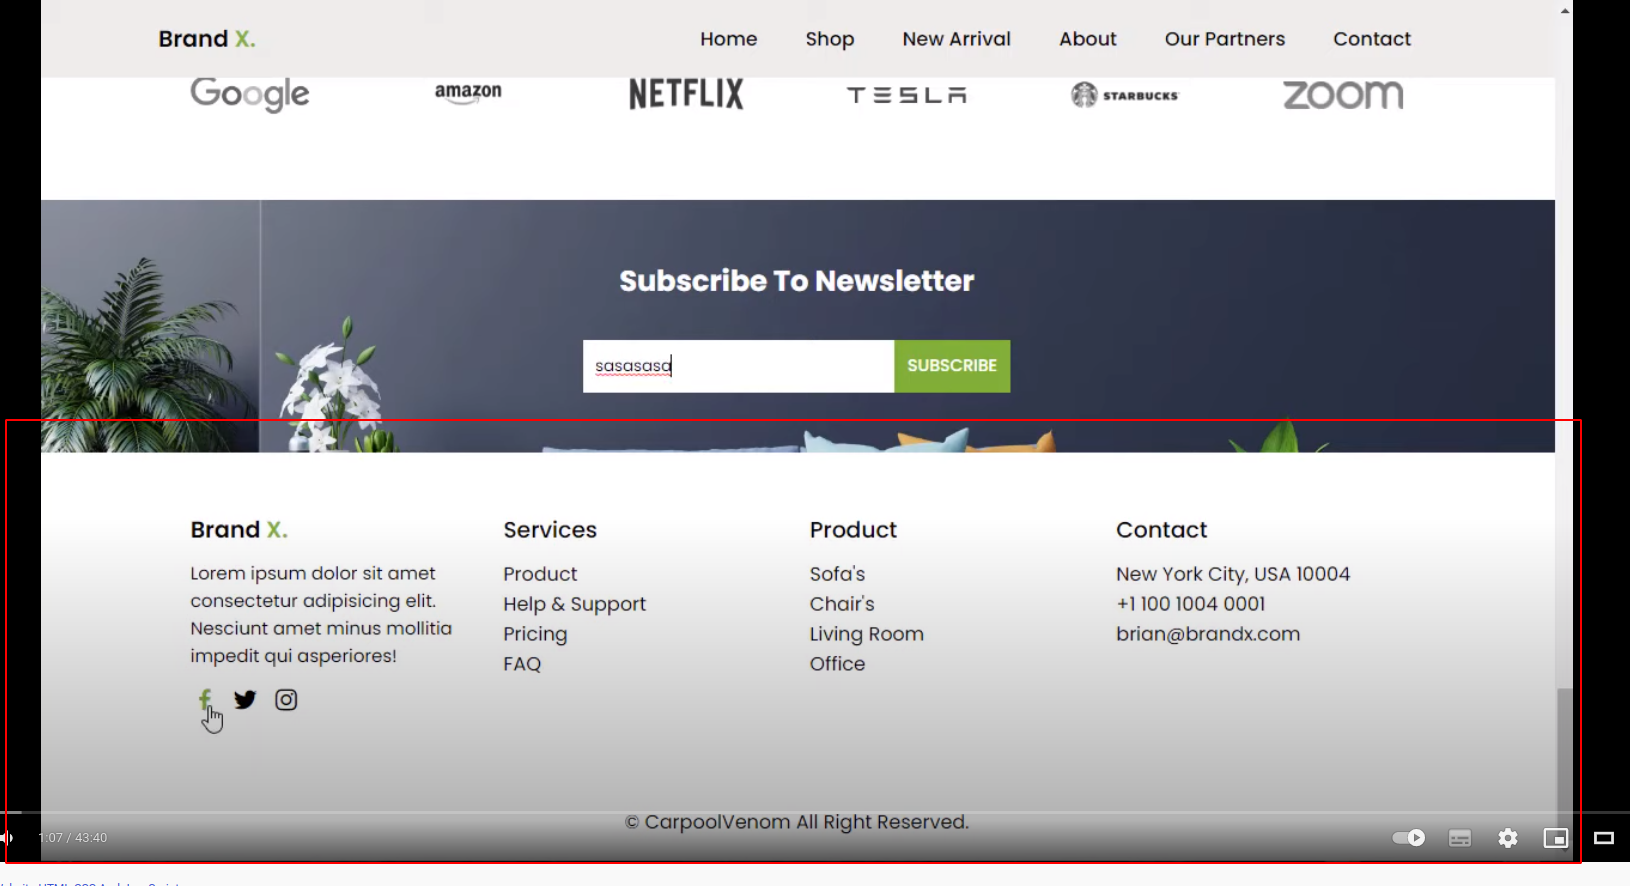 Brand X.
Home Shop New Arrival About Our Partners Contact
Google amazon NETFLIX TESLA STARBUCKS zoom
Subscribe To Newsletter
sasasasa SUBSCRIBE
Brand X.
Lorem ipsum dolor sit amet
consectetur adipisicing elit.
Nesciunt amet minus mollitia
impedit qui asperiores!
Services
Product
Help & Support
Pricing
FAQ
Product
Sofa's
Chair's
Living Room
Office
Contact
New York City, USA 10004
+1 100 1004 0001
brian@brandx.com
© CarpoolVenom All Right Reserved.
1:07 / 43:40